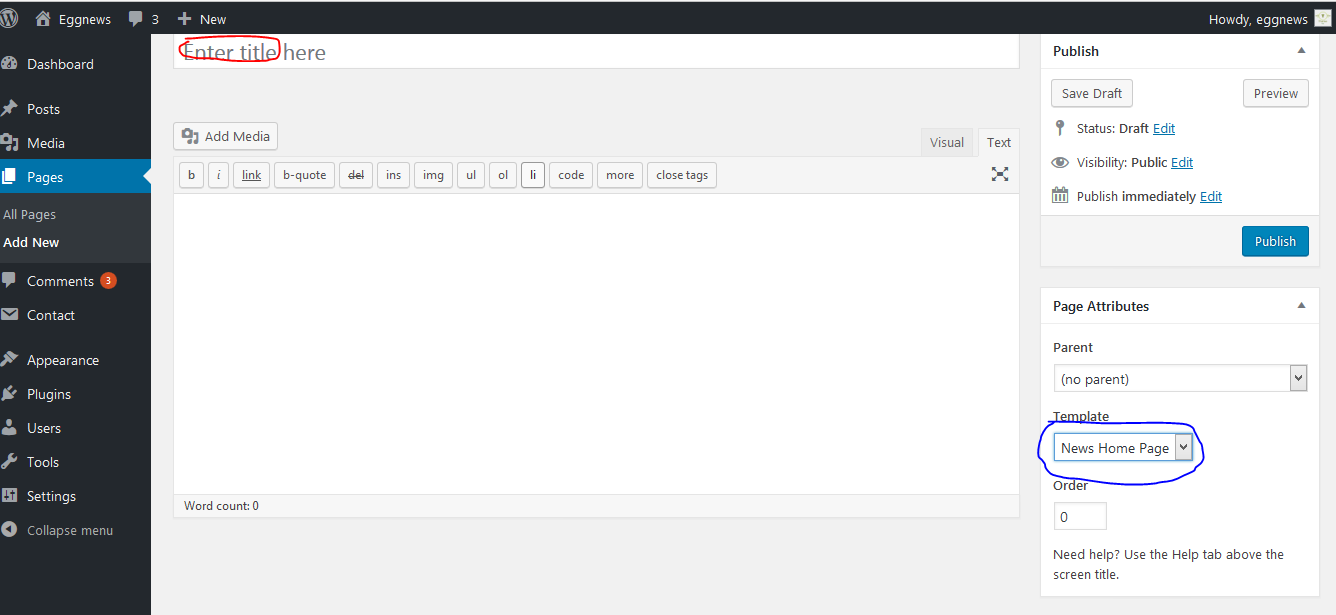 Eggnews 3 New Howdy, eggnews
Dashboard
Posts
Media
Pages
All Pages
Add New
Comments 3
Contact
Appearance
Plugins
Users
Tools
Settings
Collapse menu
Enter title here
Add Media
Visual Text
b i link b-quote del ins img ul ol li code more close tags
Word count: 0
Publish
Save Draft Preview
Status: Draft Edit
Visibility: Public Edit
Publish immediately Edit
Publish
Page Attributes
Parent
(no parent)
Template
News Home Page
Order
0
Need help? Use the Help tab above the
screen title.